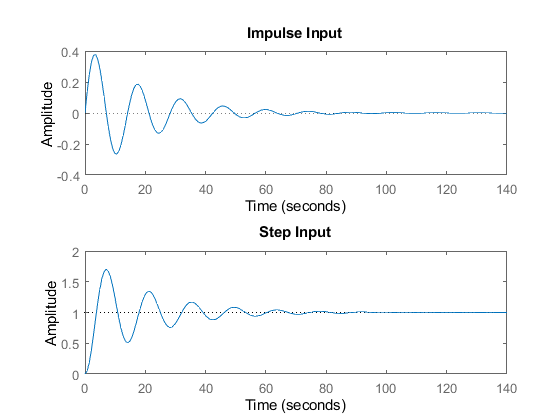 Impulse Input
0.4
0.2
0
-0.2
-0.4
Amplitude
0 20 40 60 80 100 120 140
Time (seconds)
Step Input
2
1.5
1
0.5
0
Amplitude
0 20 40 60 80 100 120 140
Time (seconds)